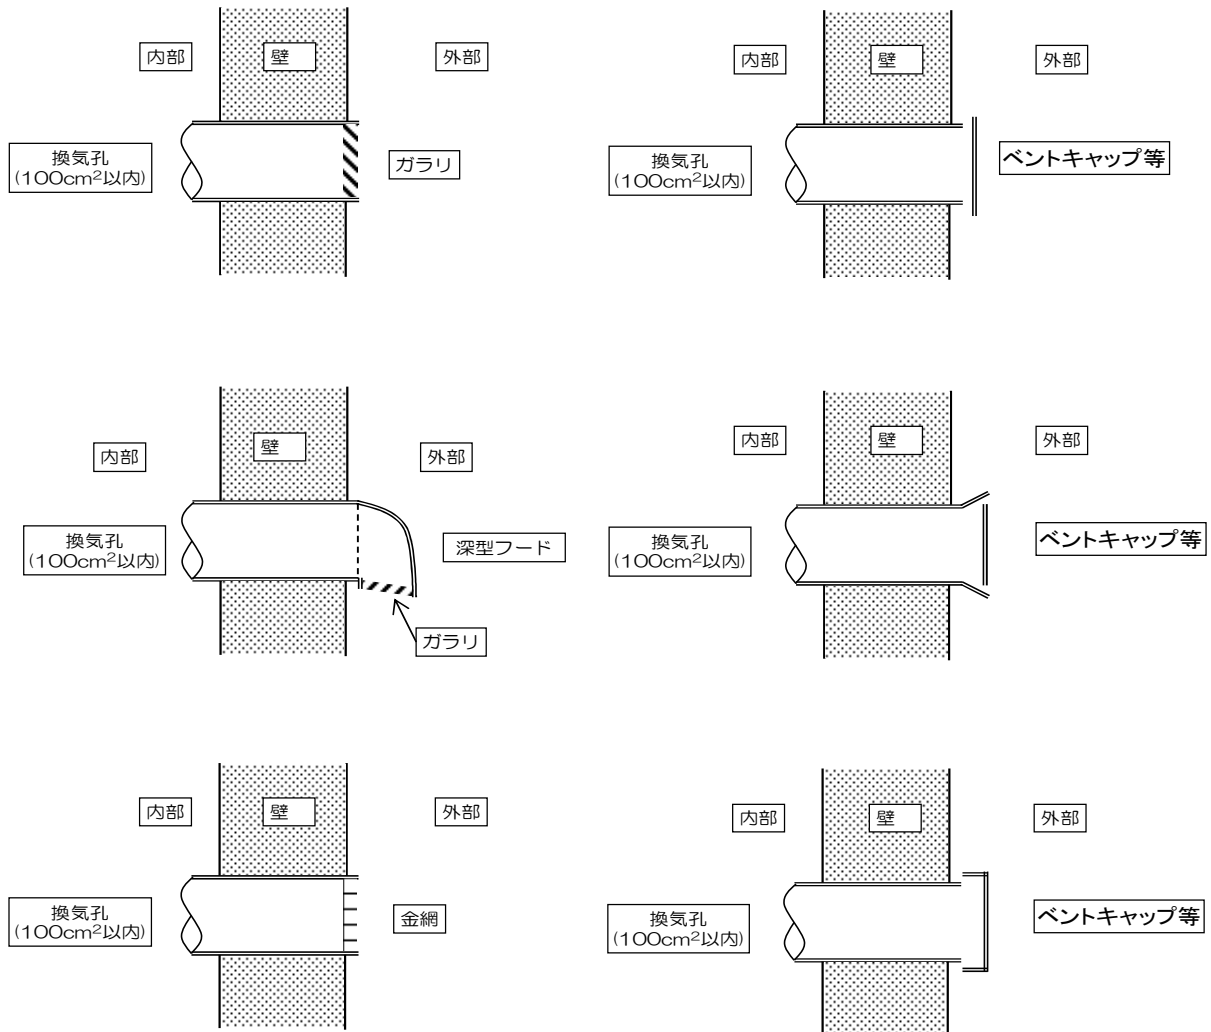 内部
壁
外部
換気孔
(100cm²以内)
ガラリ
内部
壁
外部
換気孔
(100cm²以内)
ベントキャップ等
内部
壁
外部
換気孔
(100cm²以内)
深型フード
ガラリ
内部
壁
外部
換気孔
(100cm²以内)
ベントキャップ等
内部
壁
外部
換気孔
(100cm²以内)
金網
内部
壁
外部
換気孔
(100cm²以内)
ベントキャップ等